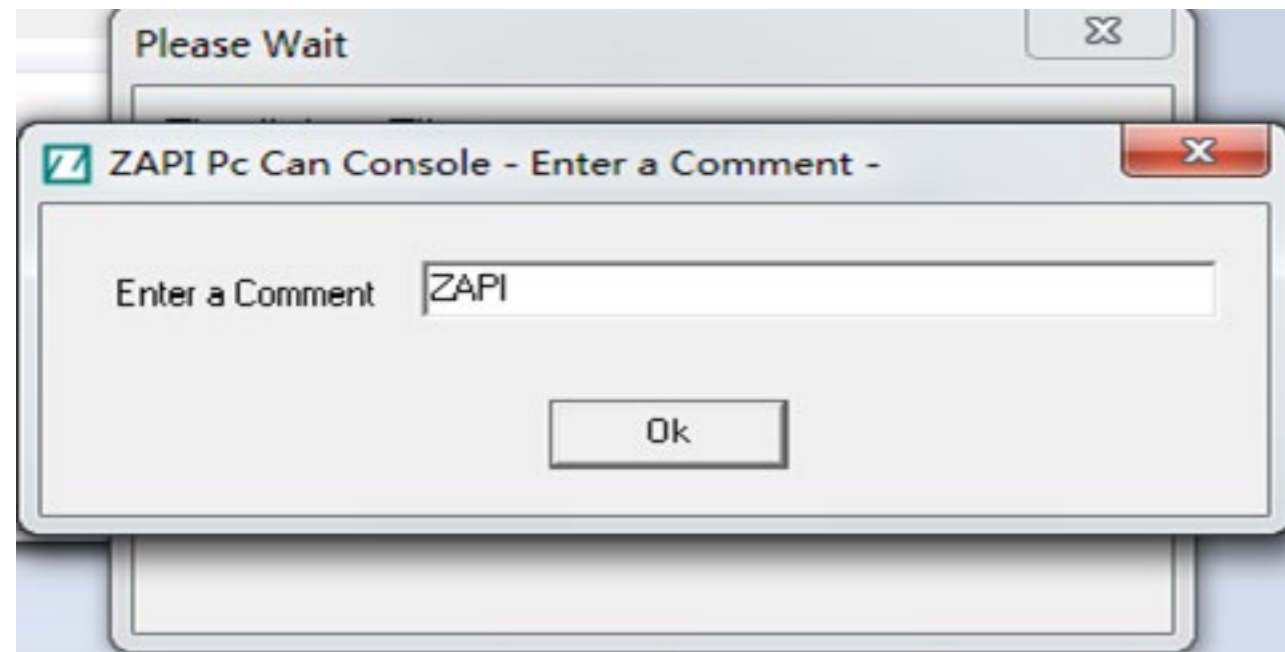 Please Wait
ZAPI Pc Can Console - Enter a Comment -
Enter a Comment ZAPI
Ok